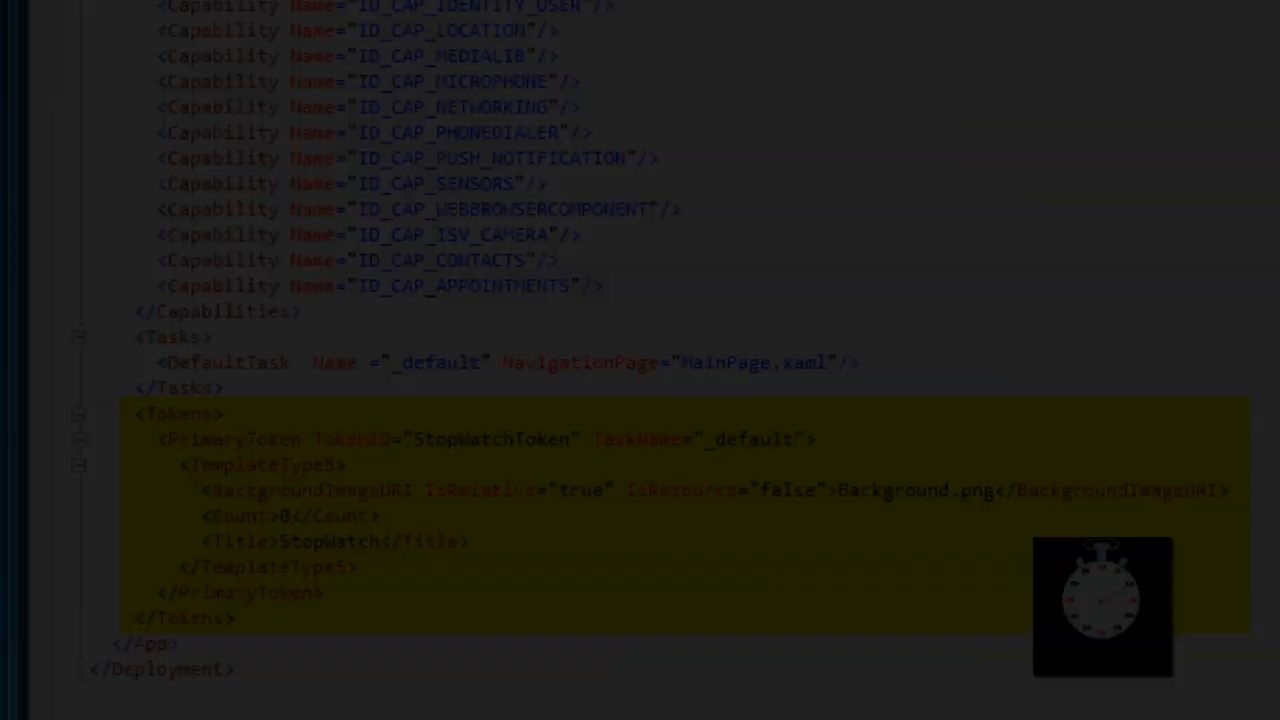 <Capability Name="ID_CAP_IDENTITY_USER"/>
<Capability Name="ID_CAP_LOCATION"/>
<Capability Name="ID_CAP_MEDIALIB"/>
<Capability Name="ID_CAP_MICROPHONE"/>
<Capability Name="ID_CAP_NETWORKING"/>
<Capability Name="ID_CAP_PHONEDIALER"/>
<Capability Name="ID_CAP_PUSH_NOTIFICATION"/>
<Capability Name="ID_CAP_SENSORS"/>
<Capability Name="ID_CAP_WEBBROWSERCOMPONENT"/>
<Capability Name="ID_CAP_ISV_CAMERA"/>
<Capability Name="ID_CAP_CONTACTS"/>
<Capability Name="ID_CAP_APPOINTMENTS"/>
</Capabilities>
<Tasks>
<DefaultTask  Name ="_default" NavigationPage="MainPage.xaml"/>
</Tasks>
<Tokens>
<PrimaryToken TokenID="StopWatchToken" TaskName="_default">
<TemplateType5>
<BackgroundImageURI IsRelative="true" IsResource="false">Background.png</BackgroundImageURI>
<Count>0</Count>
<Title>StopWatch</Title>
</TemplateType5>
</PrimaryToken>
</Tokens>
</App>
</Deployment>